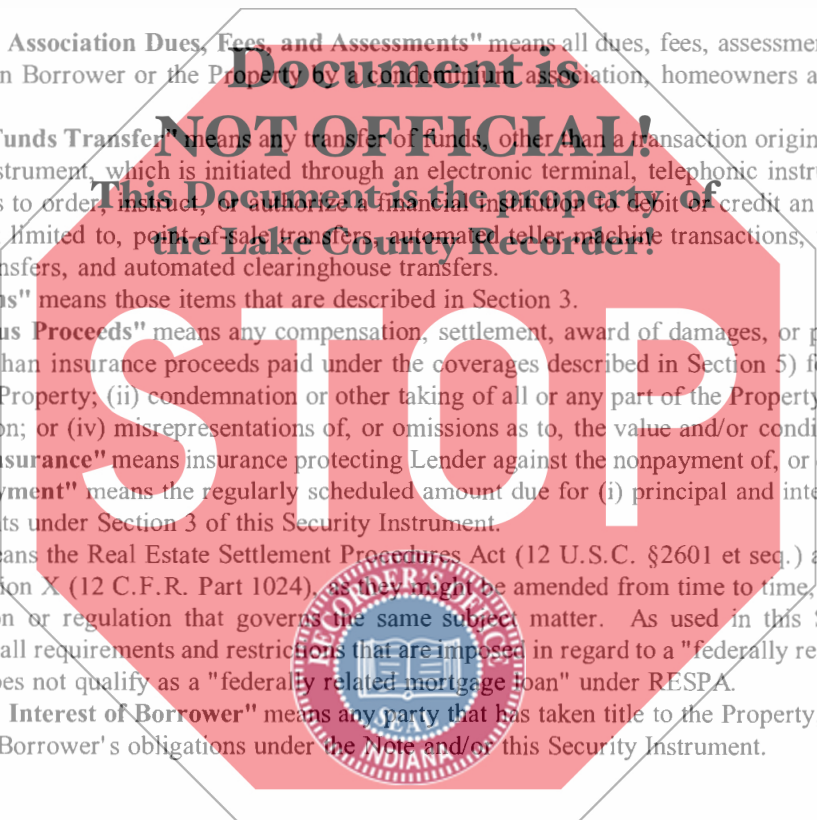 Association Dues, Fees, and Assessments" means all dues, fees, assessme
n Borrower or the Property by a condominium association, homeowners a
Document is
unds Transfer" means any transfer of funds, other than a transaction origin
NOT OFFICIAL!
strument, which is initiated through an electronic terminal, telephonic instr
s to order, instruct, or authorize a financial institution to debit or credit an
This Document is the property of
limited to, point-of-sale transfers, automated teller machine transactions,
the Lake County Recorder!
nsfers, and automated clearinghouse transfers.
ns" means those items that are described in Section 3.
us Proceeds" means any compensation, settlement, award of damages, or p
han insurance proceeds paid under the coverages described in Section 5) f
Property; (ii) condemnation or other taking of all or any part of the Property
on; or (iv) misrepresentations of, or omissions as to, the value and/or condi
STOP
nsurance" means insurance protecting Lender against the nonpayment of, or
yment" means the regularly scheduled amount due for (i) principal and inte
ts under Section 3 of this Security Instrument.
eans the Real Estate Settlement Procedures Act (12 U.S.C. §2601 et seq.) a
ion X (12 C.F.R. Part 1024), as they might be amended from time to time,
n or regulation that governs the same subject matter. As used in this S
all requirements and restrictions that are imposed in regard to a "federally re
oes not qualify as a "federally related mortgage loan" under RESPA.
Interest of Borrower" means any party that has taken title to the Property
Borrower's obligations under the Note and/or this Security Instrument.
RECORDER'S OFFICE
SEAL
INDIANA